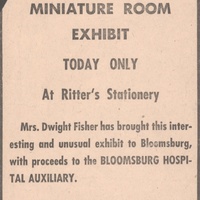 MINIATURE ROOM
EXHIBIT
TODAY ONLY
At Ritter's Stationery
Mrs. Dwight Fisher has brought this inter-
esting and unusual exhibit to Bloomsburg,
with proceeds to the BLOOMSBURG HOSPI-
TAL AUXILIARY.